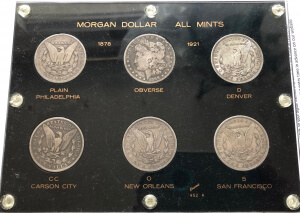 MORGAN DOLLAR ALL MINTS
1878 1921
PLAIN
PHILADELPHIA
OBVERSE
D
DENVER
CC
CARSON CITY
O
NEW ORLEANS
S
SAN FRANCISCO